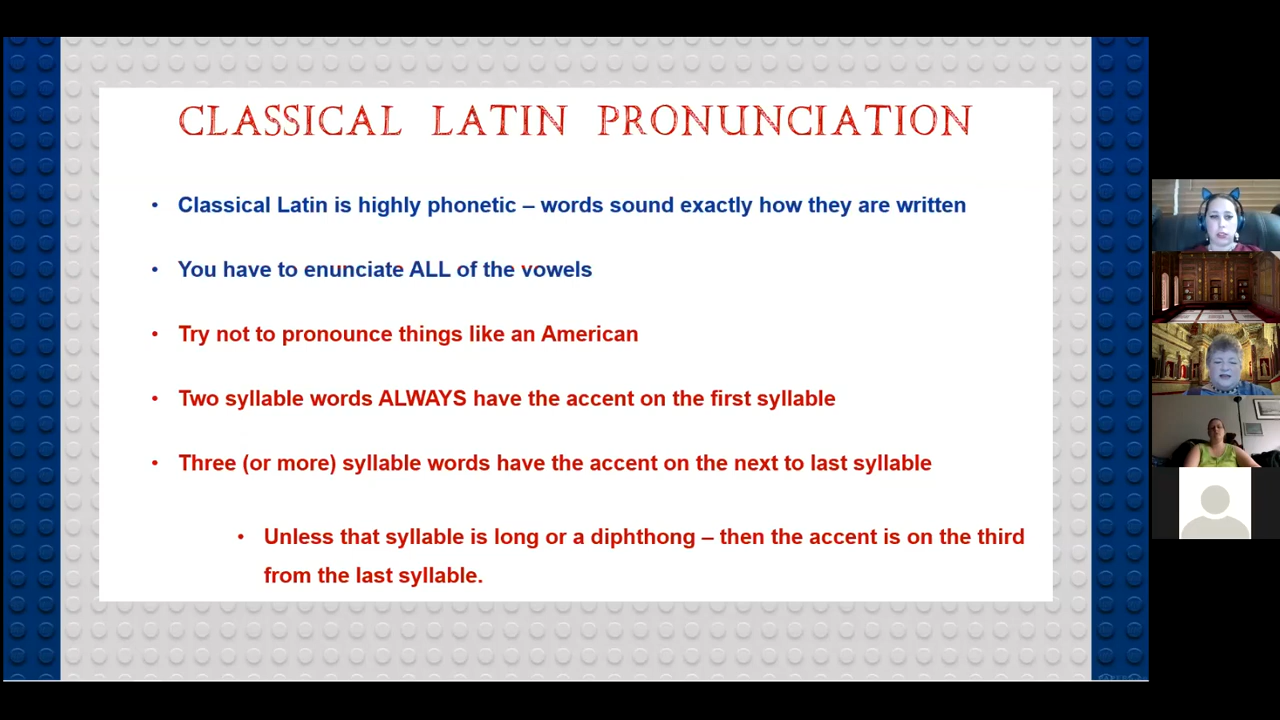 CLASSICAL LATIN PRONUNCIATION
• Classical Latin is highly phonetic – words sound exactly how they are written
• You have to enunciate ALL of the vowels
• Try not to pronounce things like an American
• Two syllable words ALWAYS have the accent on the first syllable
• Three (or more) syllable words have the accent on the next to last syllable
• Unless that syllable is long or a diphthong – then the accent is on the third
from the last syllable.